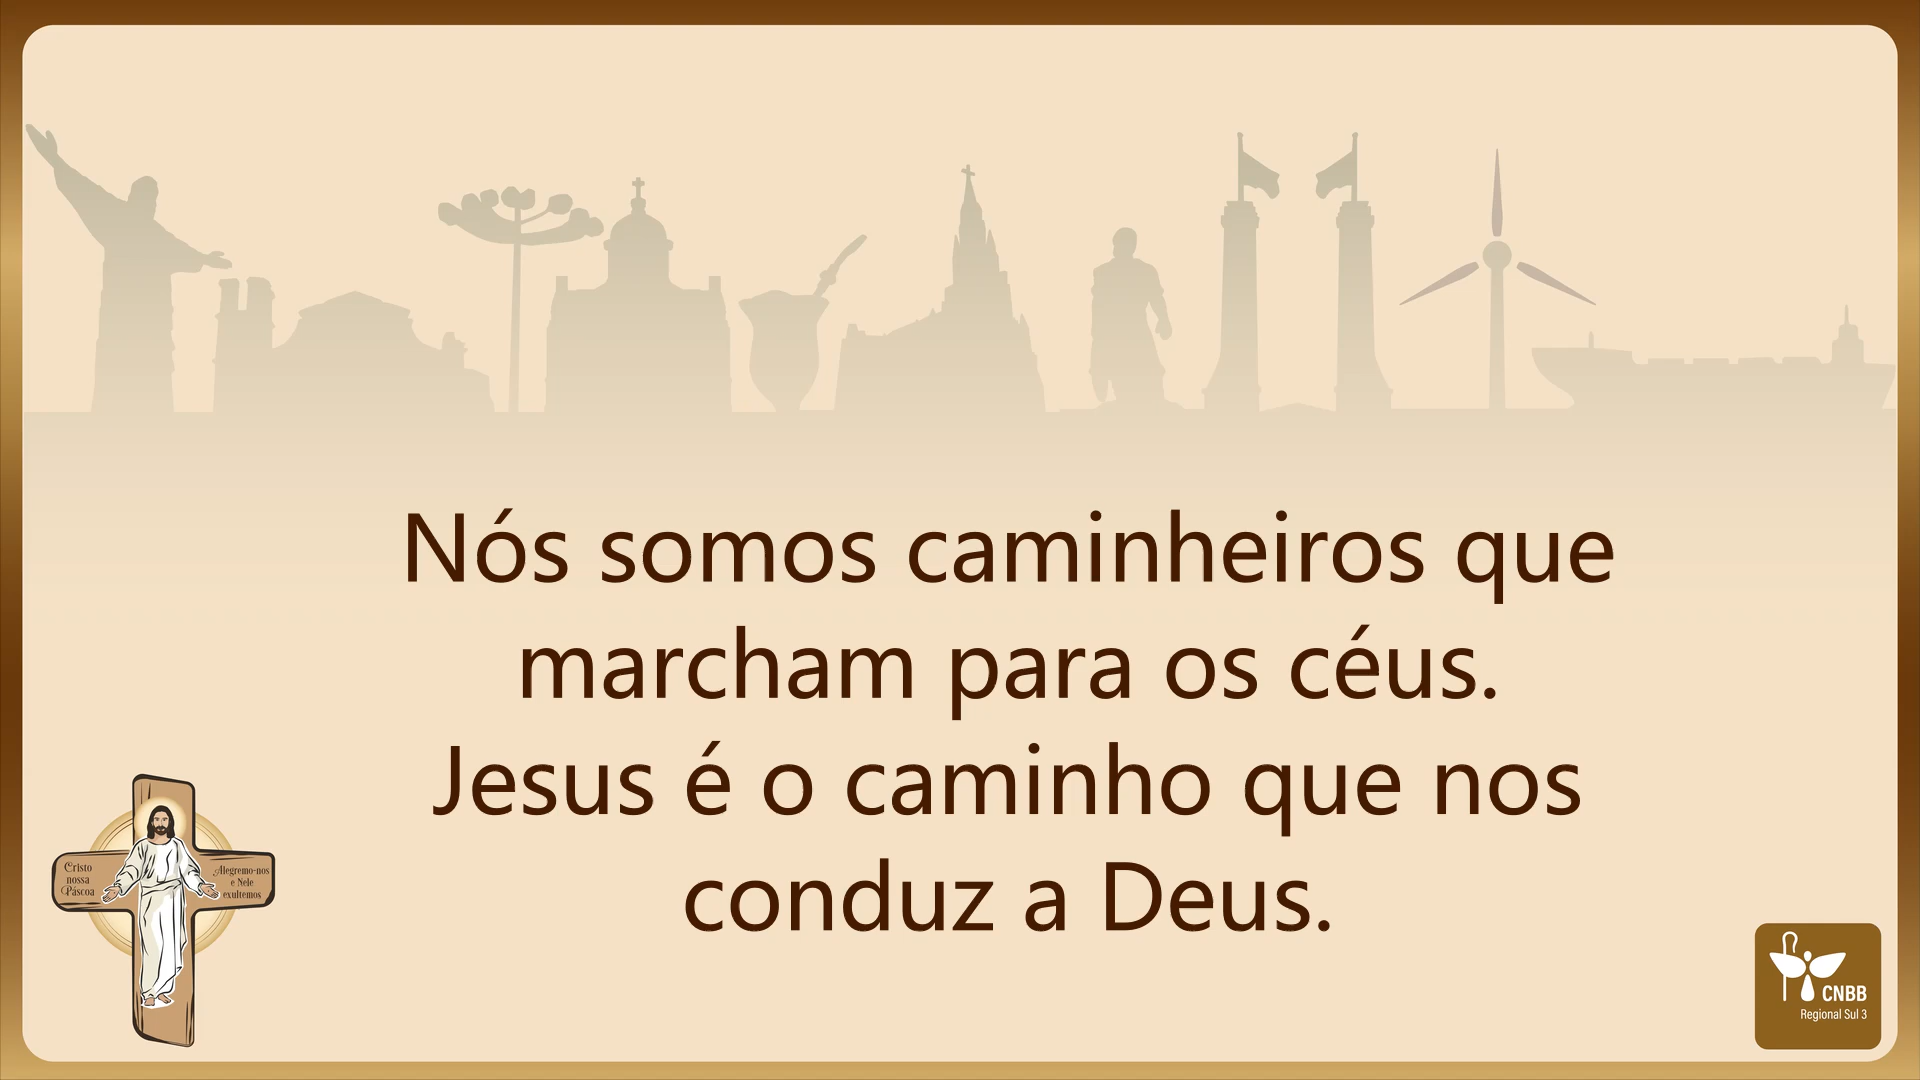 Nós somos caminheiros que
marcham para os céus.
Jesus é o caminho que nos
conduz a Deus.
Cristo
nossa
Páscoa
Alegremo-nos
e Nele
exultemos
CNBB
Regional Sul 3